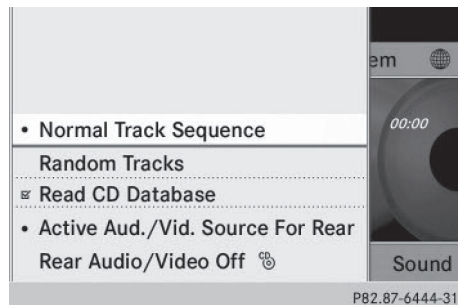 em
00:00
• Normal Track Sequence
Random Tracks
Read CD Database
• Active Aud./Vid. Source For Rear
Rear Audio/Video Off CD
Sound
P82.87-6444-31